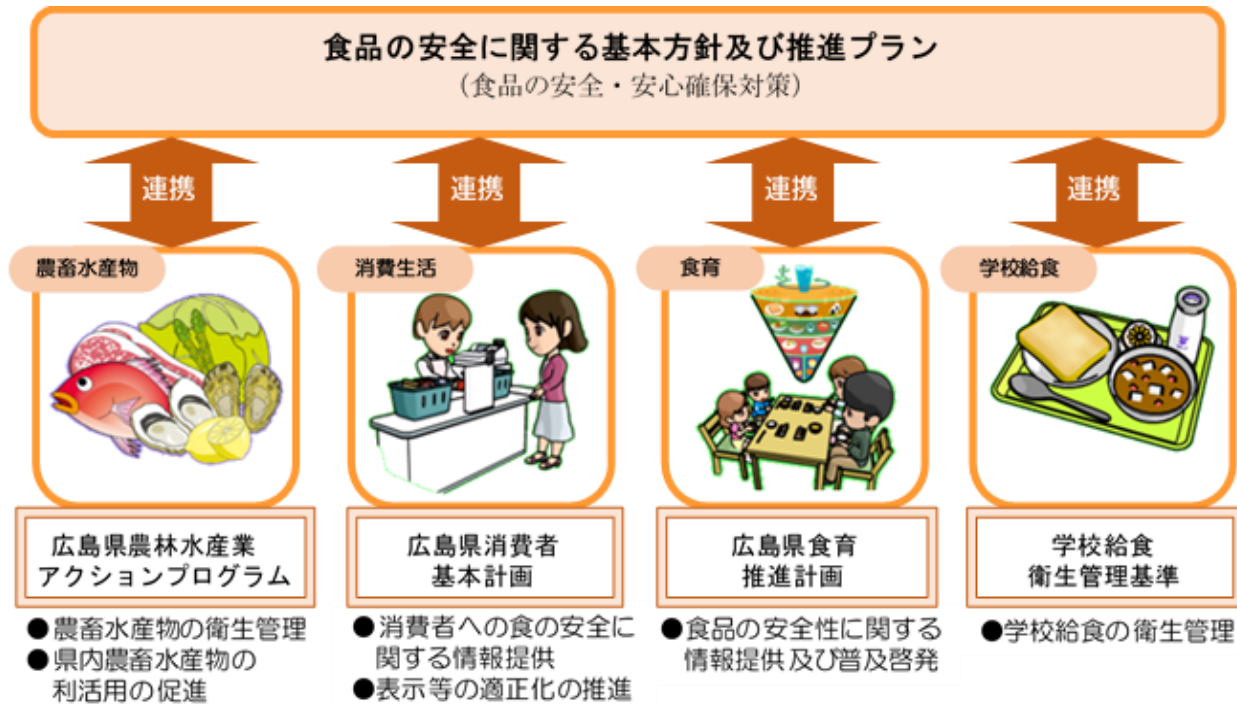 食品の安全に関する基本方針及び推進プラン
(食品の安全・安心確保対策)
連携
連携
連携
連携
農畜水産物
消費生活
食育
学校給食
広島県農林水産業
アクションプログラム
広島県消費者
基本計画
広島県食育
推進計画
学校給食
衛生管理基準
●農畜水産物の衛生管理
●県内農畜水産物の
利活用の促進
●消費者への食の安全に
関する情報提供
●表示等の適正化の推進
●食品の安全性に関する
情報提供及び普及啓発
●学校給食の衛生管理